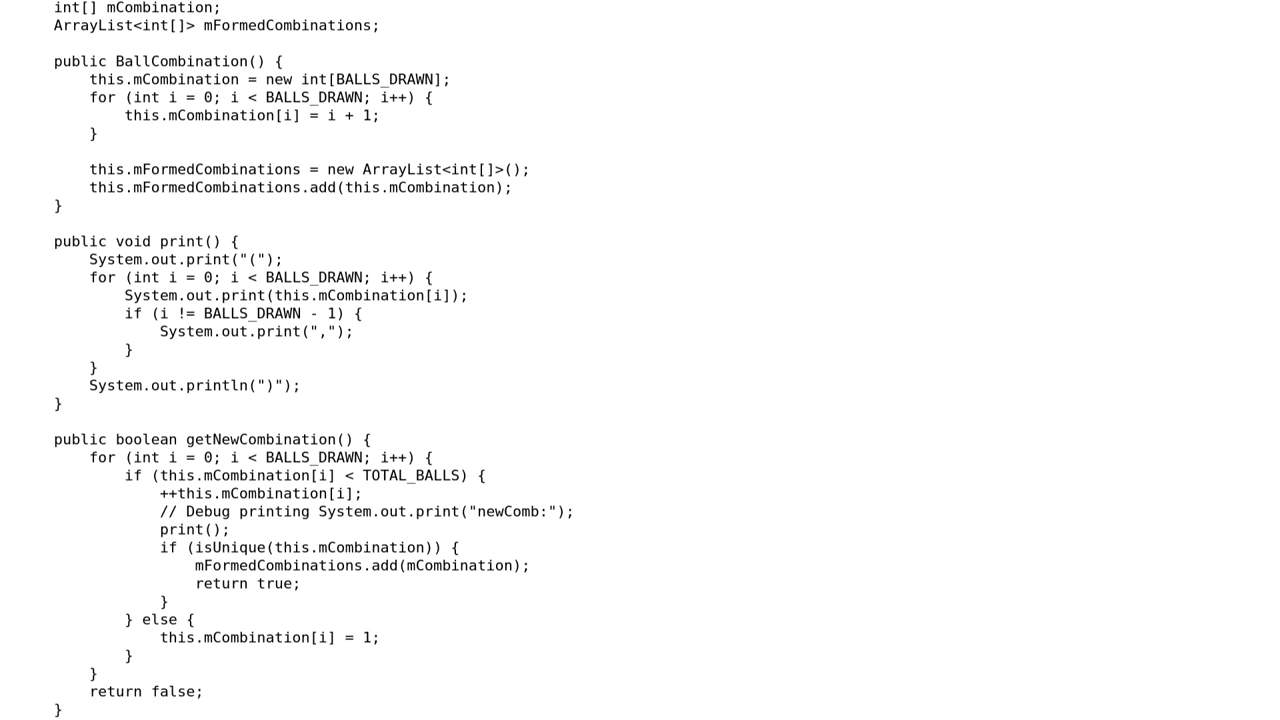 int[] mCombination;
ArrayList<int[]> mFormedCombinations;
public BallCombination() {
this.mCombination = new int[BALLS_DRAWN];
for (int i = 0; i < BALLS_DRAWN; i++) {
this.mCombination[i] = i + 1;
}
this.mFormedCombinations = new ArrayList<int[]>();
this.mFormedCombinations.add(this.mCombination);
}
public void print() {
System.out.print("(");
for (int i = 0; i < BALLS_DRAWN; i++) {
System.out.print(this.mCombination[i]);
if (i != BALLS_DRAWN - 1) {
System.out.print(",");
}
}
System.out.println(")");
}
public boolean getNewCombination() {
for (int i = 0; i < BALLS_DRAWN; i++) {
if (this.mCombination[i] < TOTAL_BALLS) {
++this.mCombination[i];
// Debug printing System.out.print("newComb:");
print();
if (isUnique(this.mCombination)) {
mFormedCombinations.add(mCombination);
return true;
}
} else {
this.mCombination[i] = 1;
}
}
return false;
}